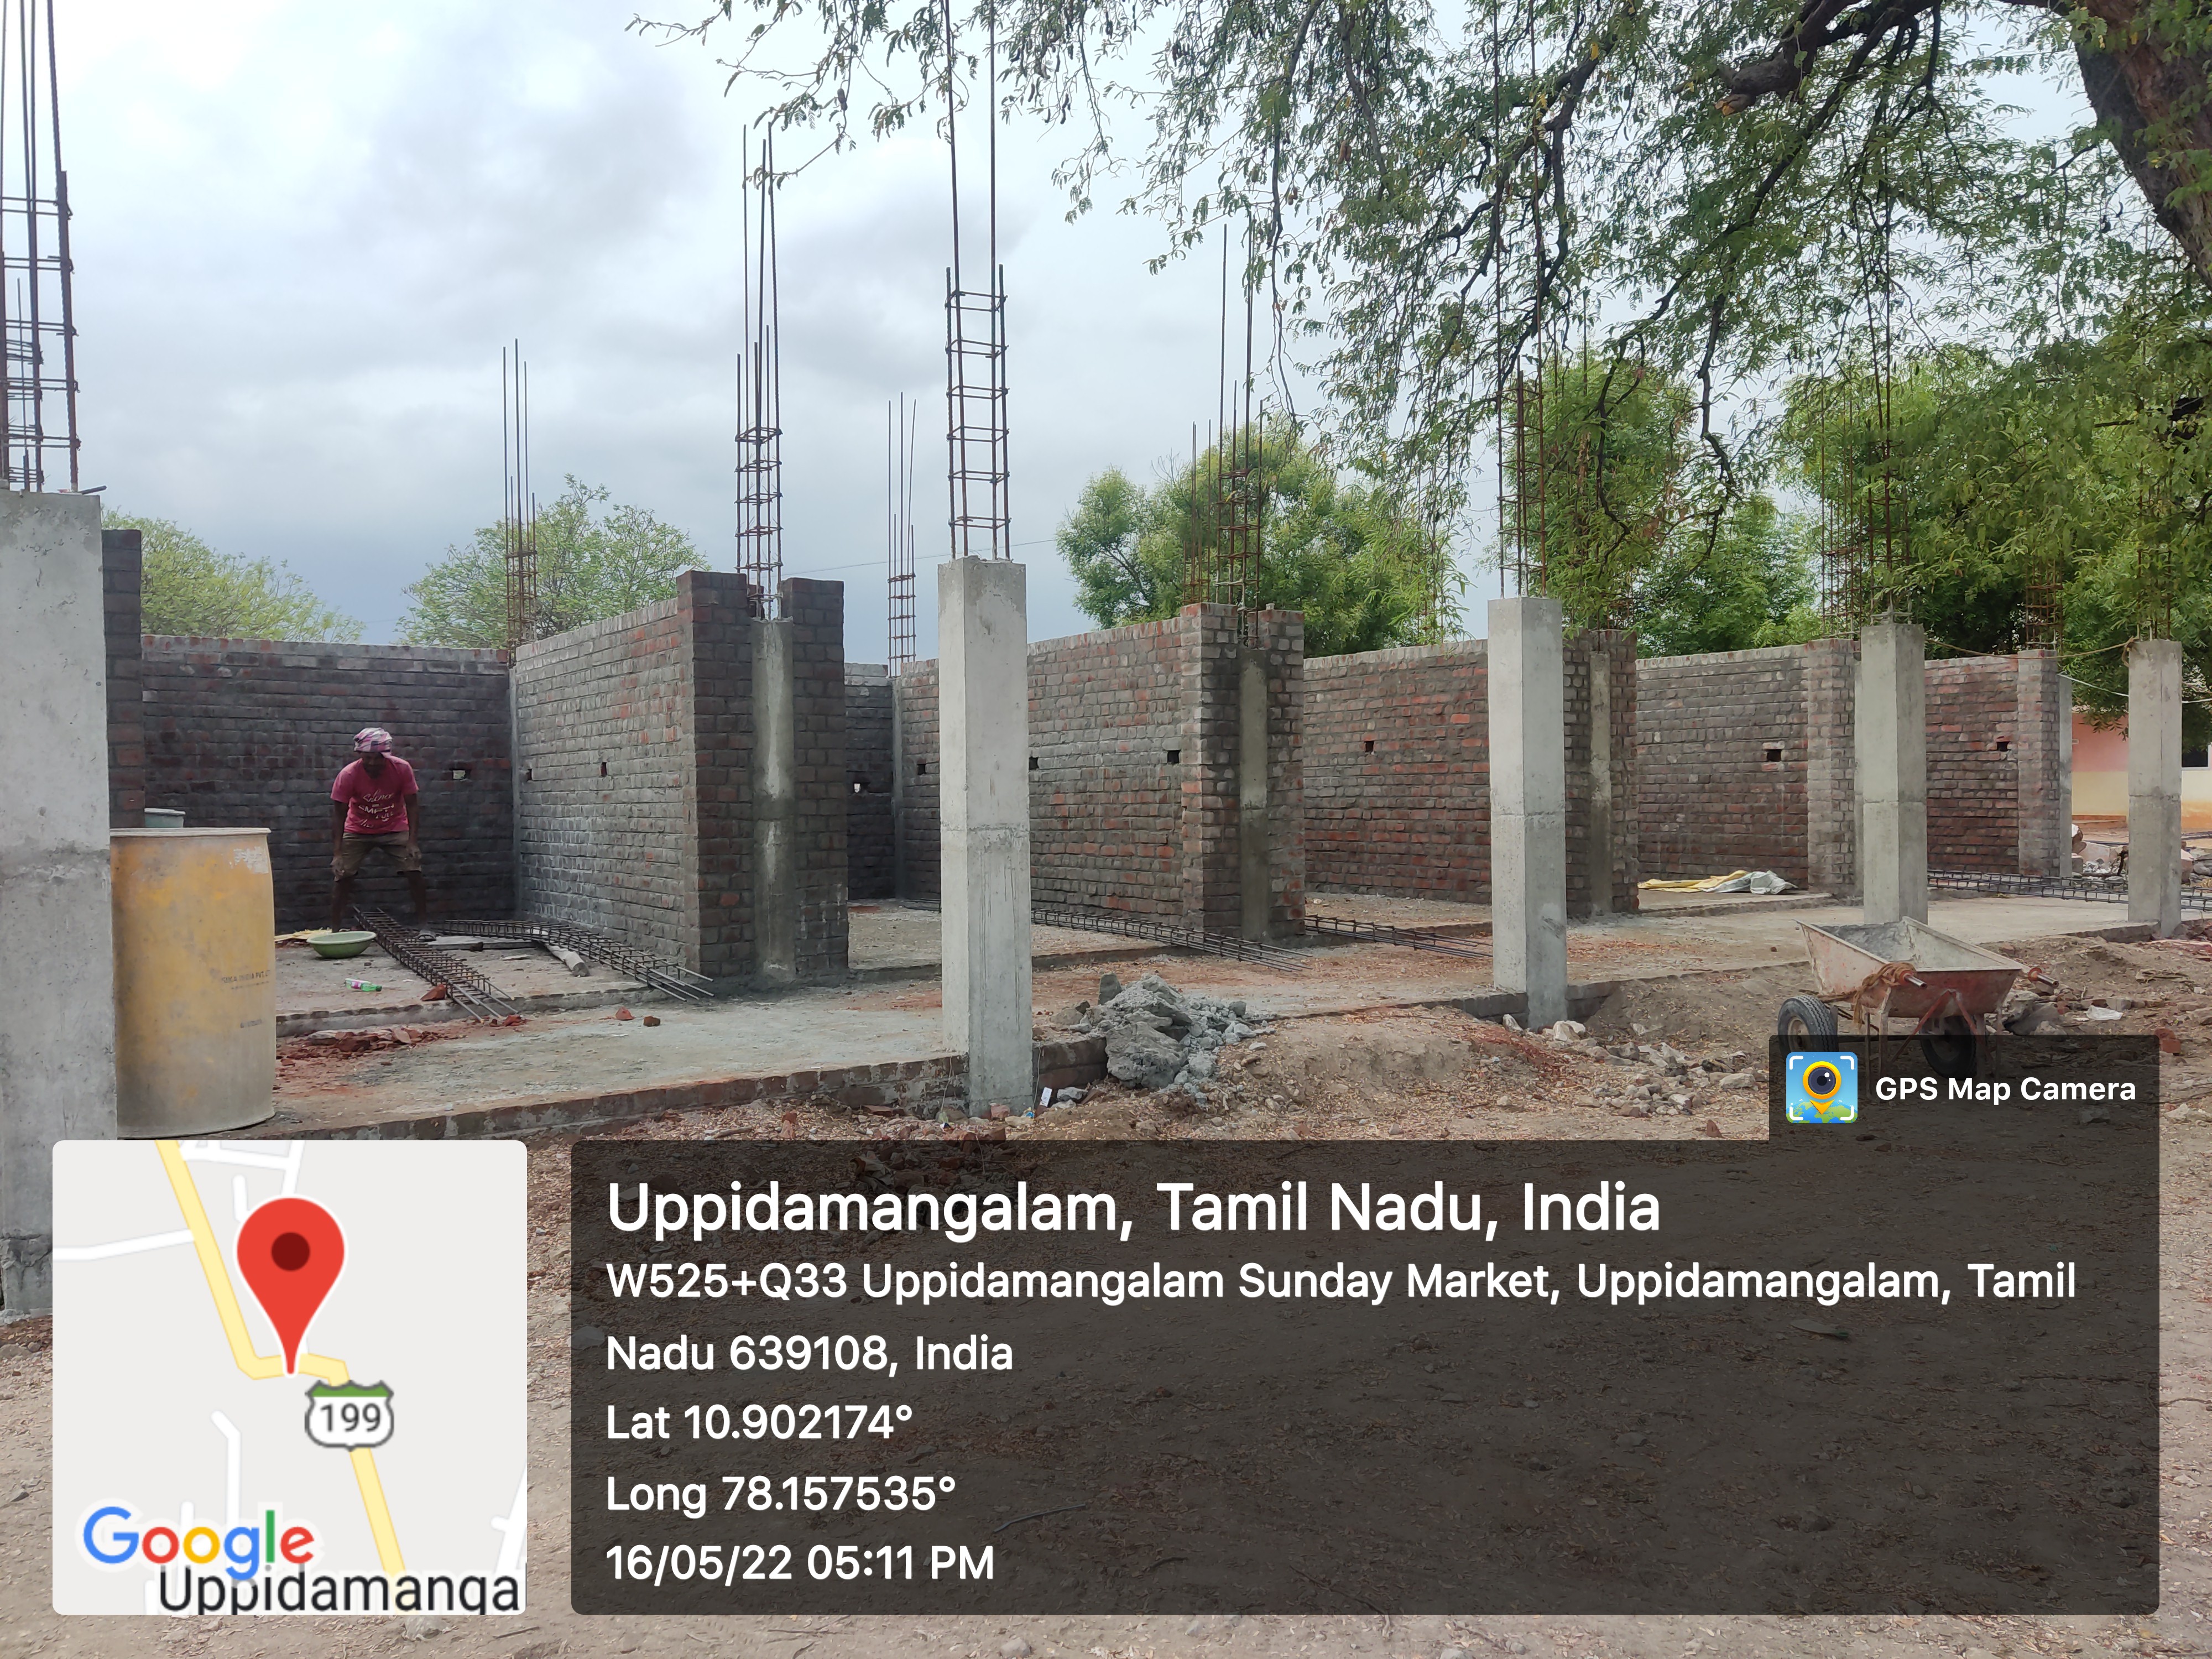 GPS Map Camera
Uppidamangalam, Tamil Nadu, India
W525+Q33 Uppidamangalam Sunday Market, Uppidamangalam, Tamil
Nadu 639108, India
Lat 10.902174°
Long 78.157535°
16/05/22 05:11 PM
199
Google
Uppidamanga